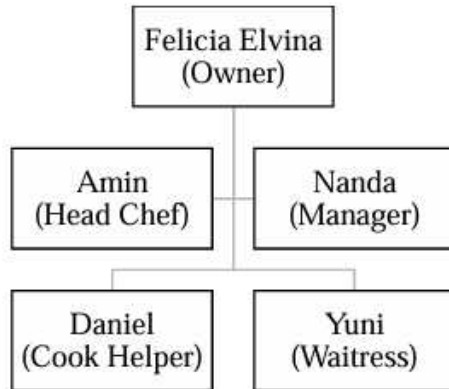 Felicia Elvina
(Owner)
Amin
(Head Chef)
Nanda
(Manager)
Daniel
(Cook Helper)
Yuni
(Waitress)